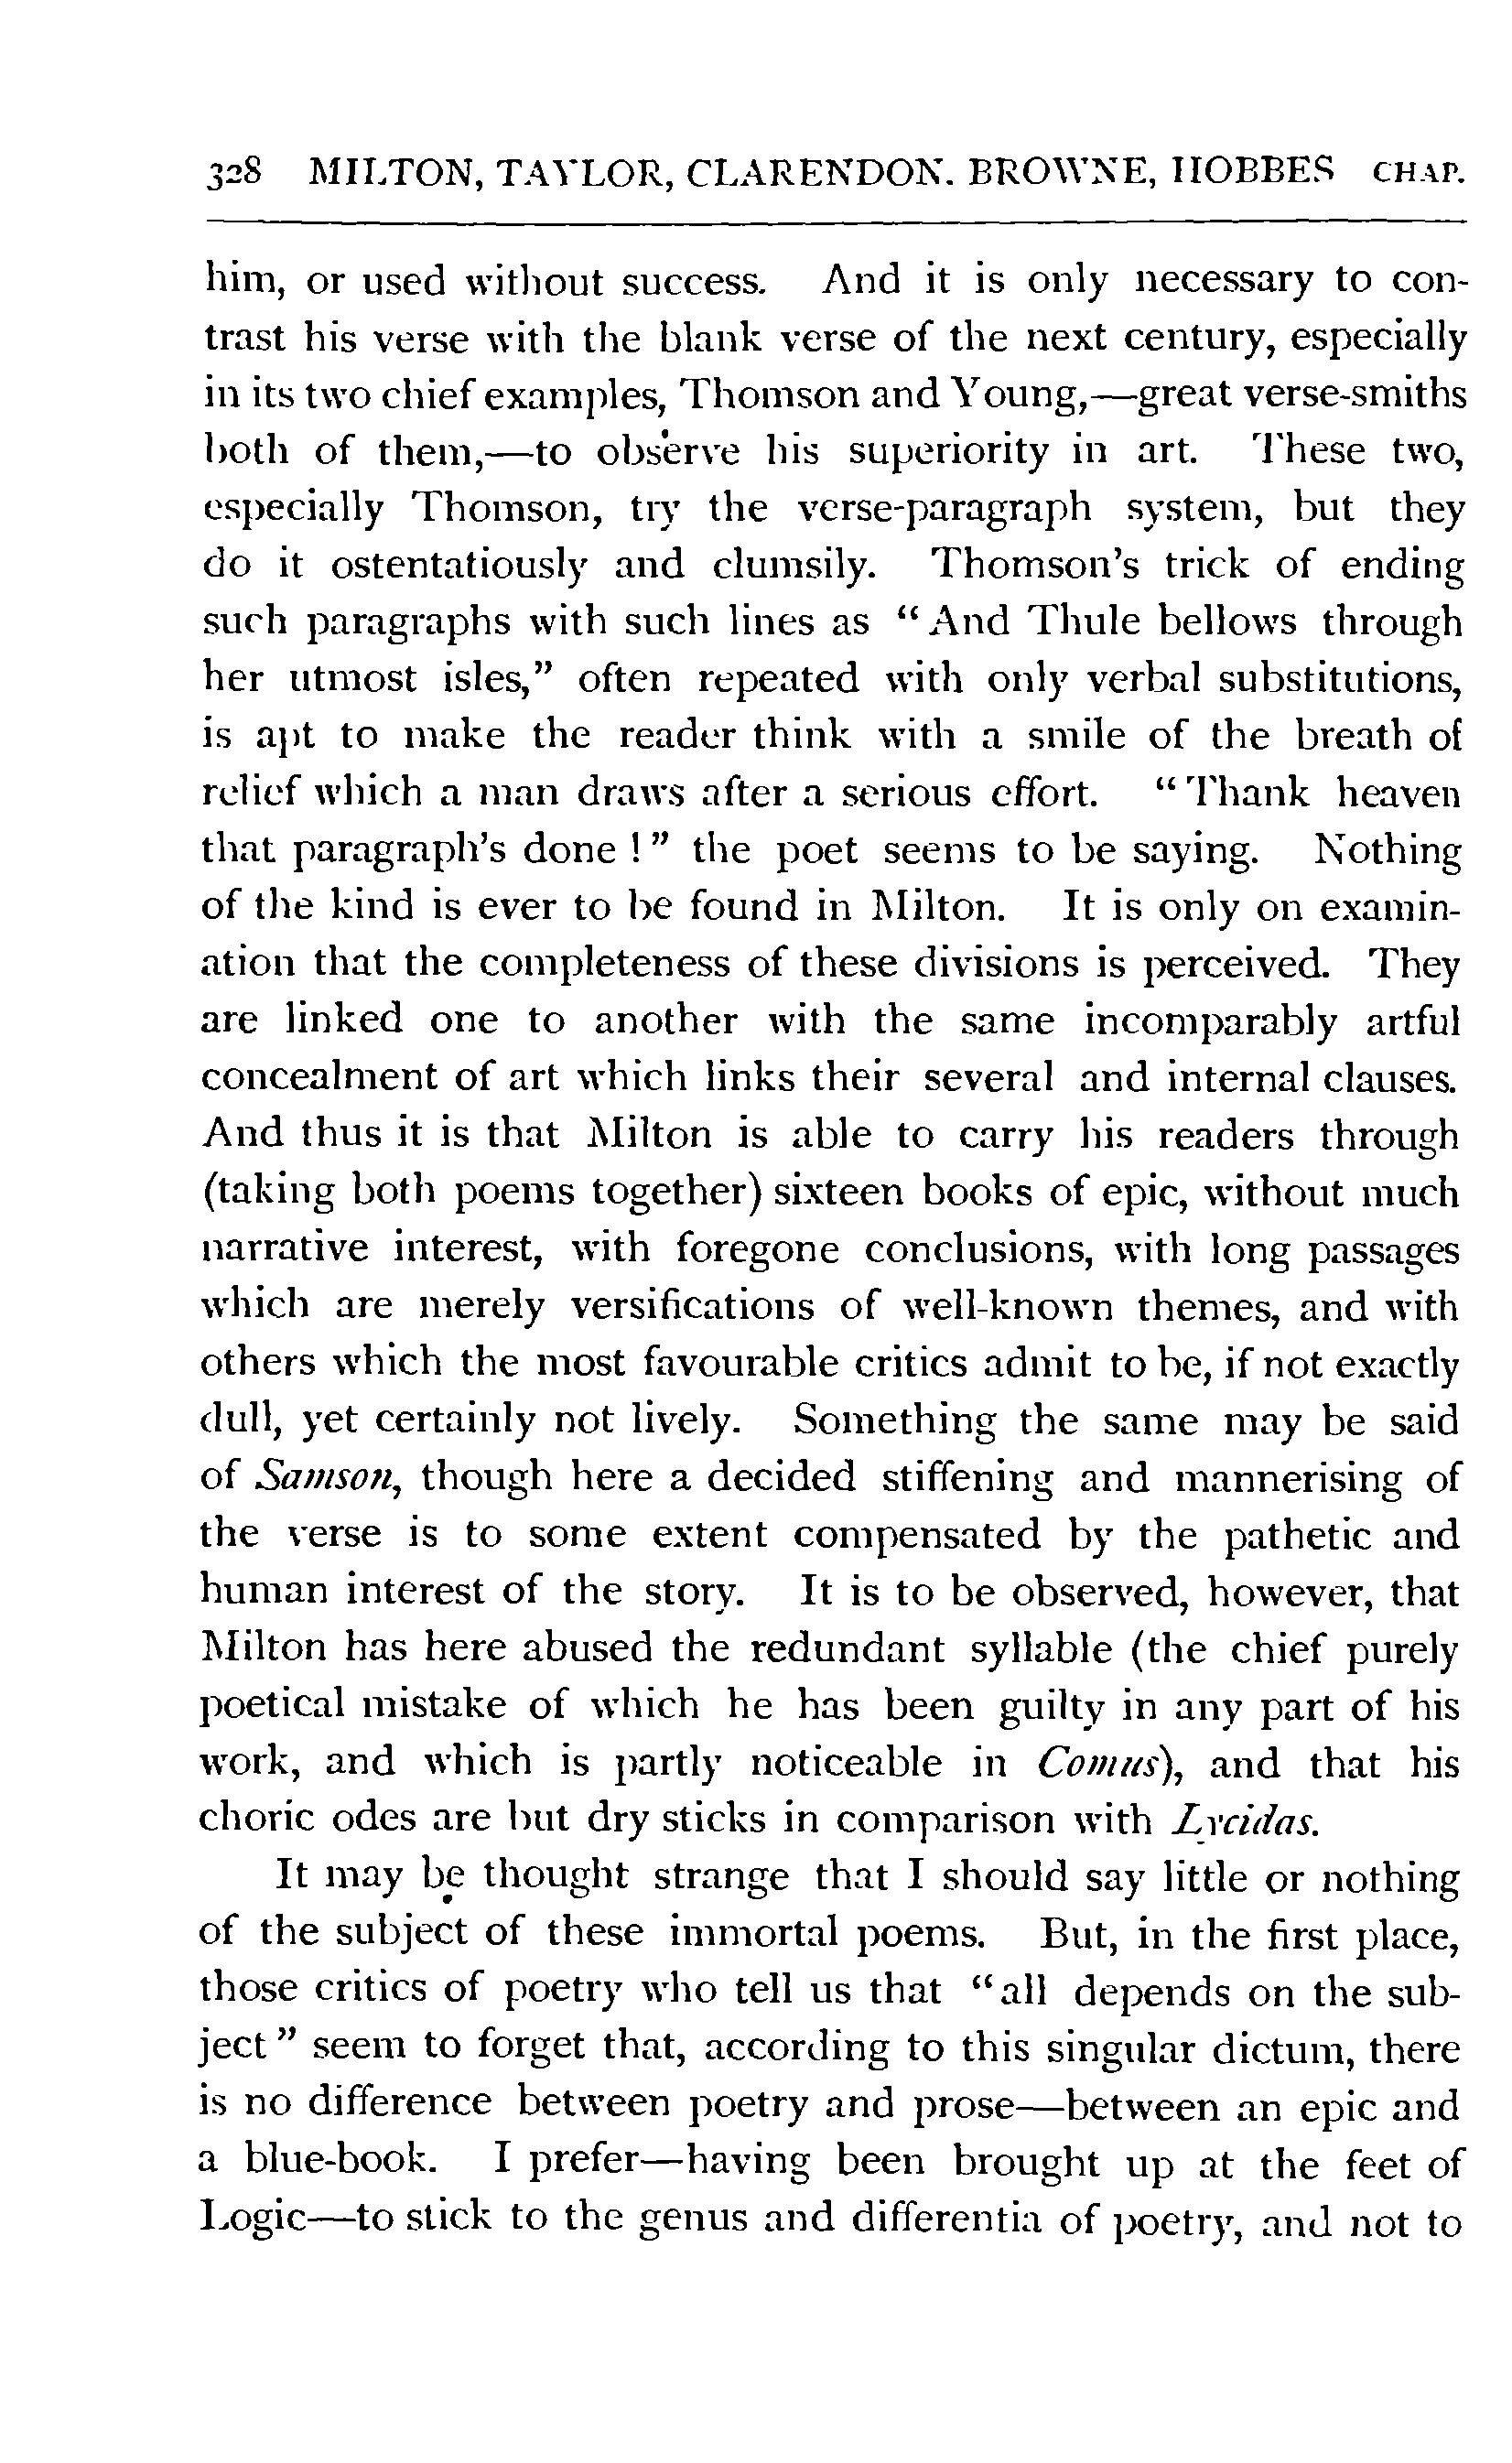 328 MILTON, TAYLOR, CLARENDON, BROWNE, HOBBES CHAP.
him, or used without success. And it is only necessary to con-
trast his verse with the blank verse of the next century, especially
in its two chief examples, Thomson and Young,—great verse-smiths
both of them,—to observe his superiority in art. These two,
especially Thomson, try the verse-paragraph system, but they
do it ostentatiously and clumsily. Thomson's trick of ending
such paragraphs with such lines as "And Thule bellows through
her utmost isles," often repeated with only verbal substitutions,
is apt to make the reader think with a smile of the breath of
relief which a man draws after a serious effort. "Thank heaven
that paragraph's done!" the poet seems to be saying. Nothing
of the kind is ever to be found in Milton. It is only on examin-
ation that the completeness of these divisions is perceived. They
are linked one to another with the same incomparably artful
concealment of art which links their several and internal clauses.
And thus it is that Milton is able to carry his readers through
(taking both poems together) sixteen books of epic, without much
narrative interest, with foregone conclusions, with long passages
which are merely versifications of well-known themes, and with
others which the most favourable critics admit to be, if not exactly
dull, yet certainly not lively. Something the same may be said
of Samson, though here a decided stiffening and mannerising of
the verse is to some extent compensated by the pathetic and
human interest of the story. It is to be observed, however, that
Milton has here abused the redundant syllable (the chief purely
poetical mistake of which he has been guilty in any part of his
work, and which is partly noticeable in Comus), and that his
choric odes are but dry sticks in comparison with Lycidas.
It may be thought strange that I should say little or nothing
of the subject of these immortal poems. But, in the first place,
those critics of poetry who tell us that "all depends on the sub-
ject" seem to forget that, according to this singular dictum, there
is no difference between poetry and prose—between an epic and
a blue-book. I prefer—having been brought up at the feet of
Logic—to stick to the genus and differentia of poetry, and not to